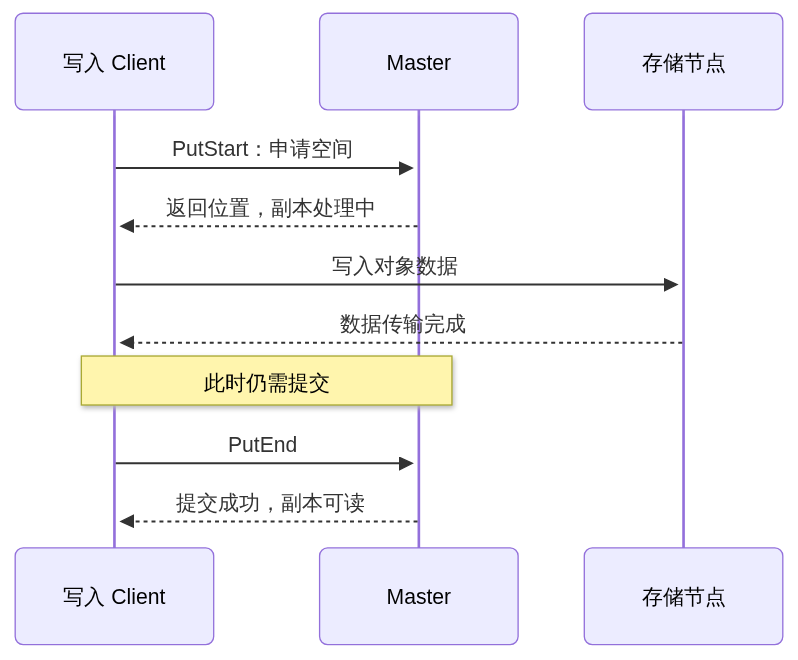 写入 Client
Master
存储节点
PutStart：申请空间
返回位置，副本处理中
写入对象数据
数据传输完成
此时仍需提交
PutEnd
提交成功，副本可读
写入 Client
Master
存储节点